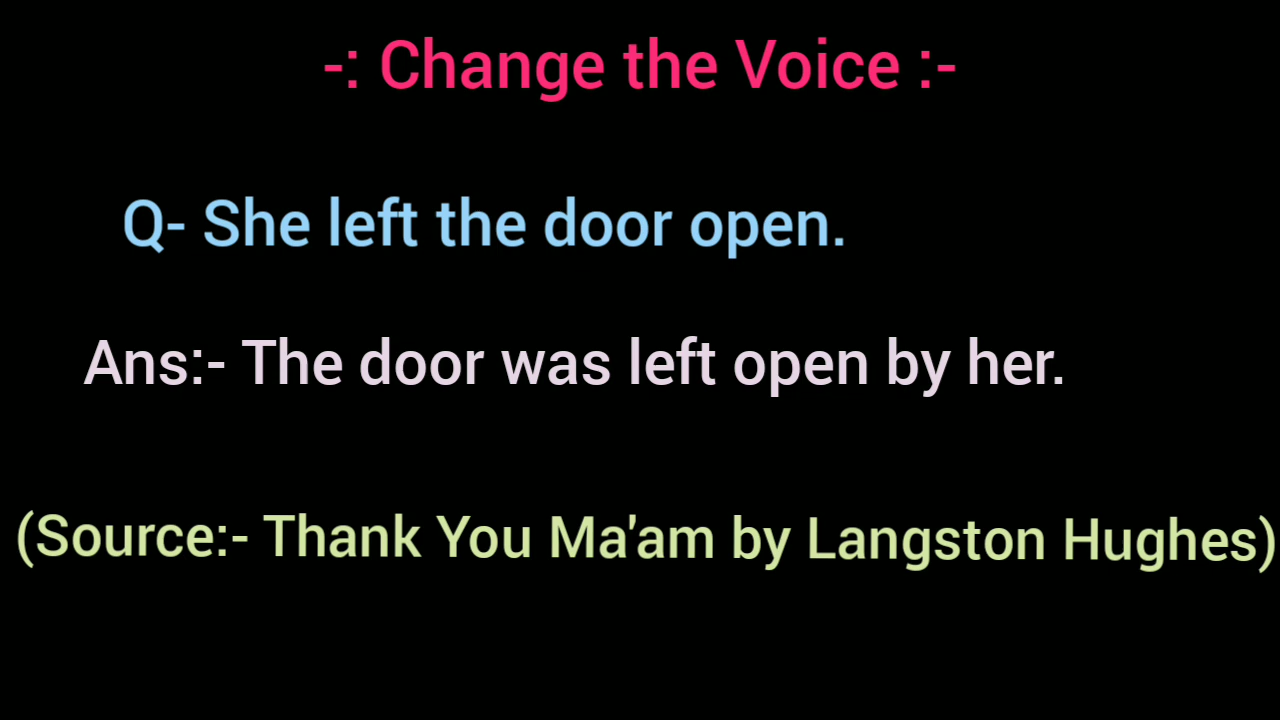 -: Change the Voice :-
Q- She left the door open.
Ans:- The door was left open by her.
(Source:- Thank You Ma'am by Langston Hughes)